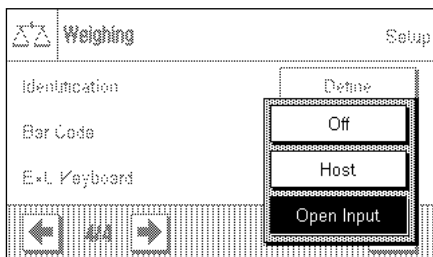 Weighing
Setup
Identification
Define
Bar Code
Off
Ext. Keyboard
Host
Open Input
4/4